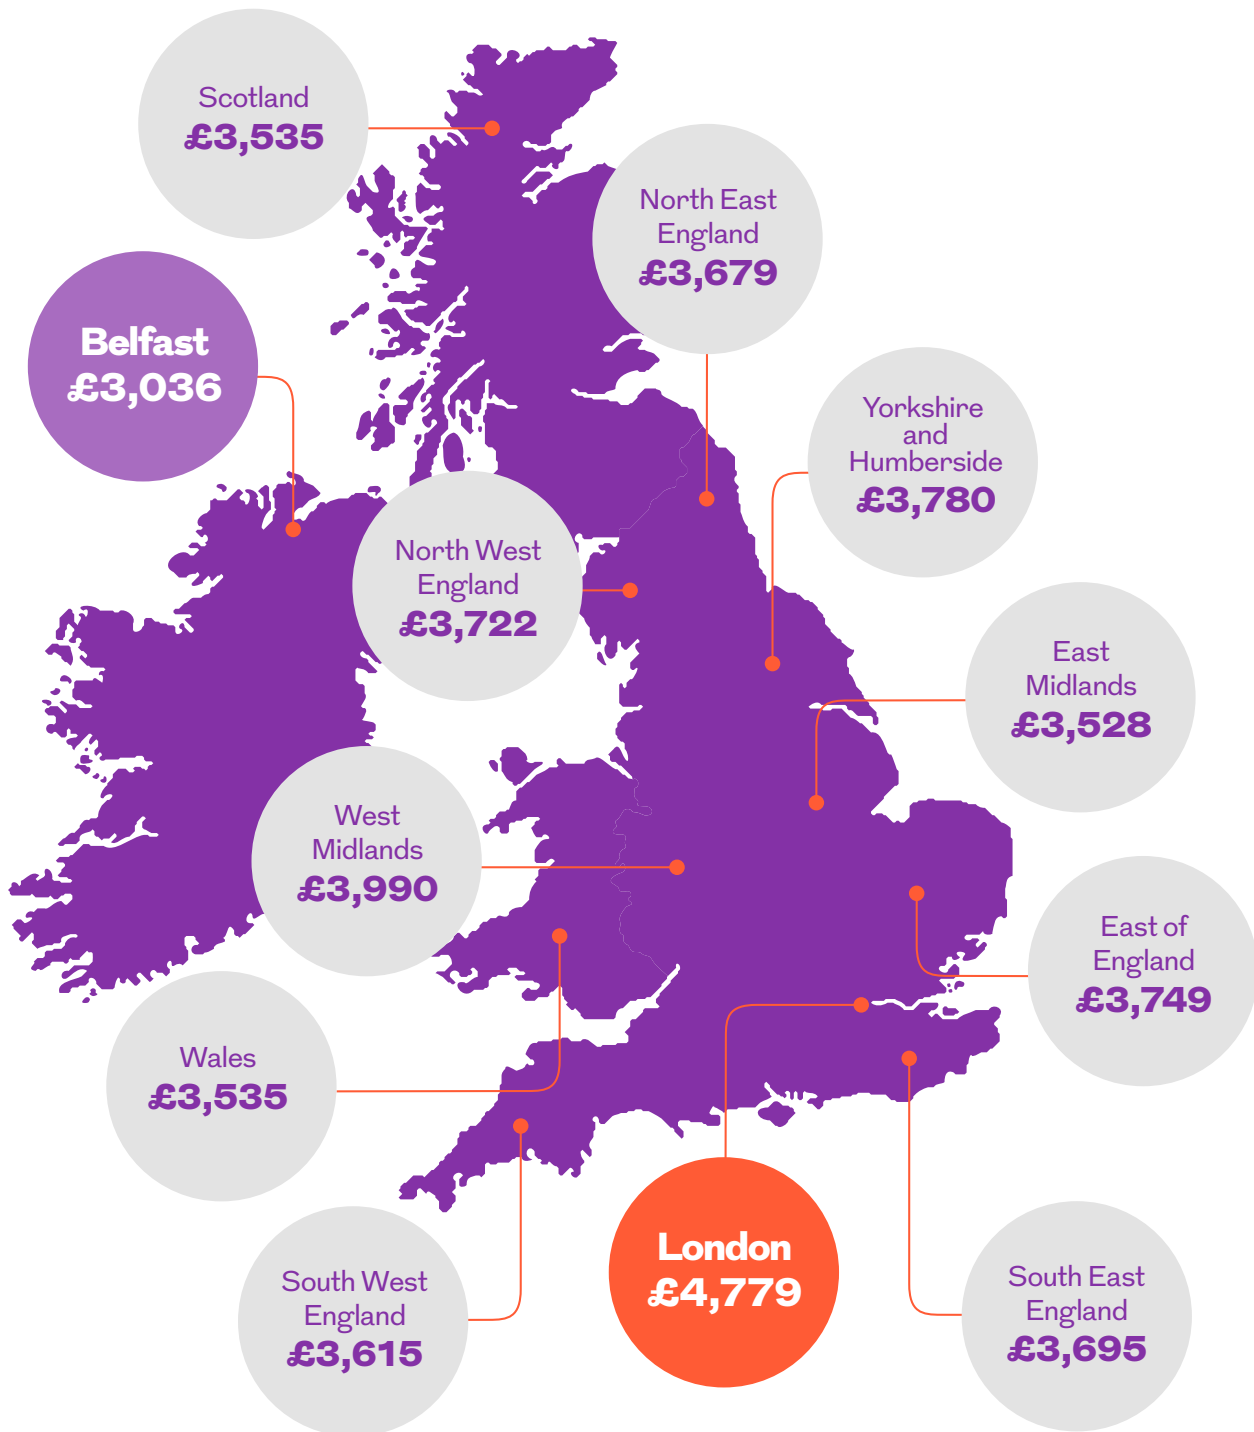 Scotland
£3,535
North East
England
£3,679
Belfast
£3,036
Yorkshire
and
Humberside
£3,780
North West
England
£3,722
East
Midlands
£3,528
West
Midlands
£3,990
East of
England
£3,749
Wales
£3,535
London
£4,779
South West
England
£3,615
South East
England
£3,695